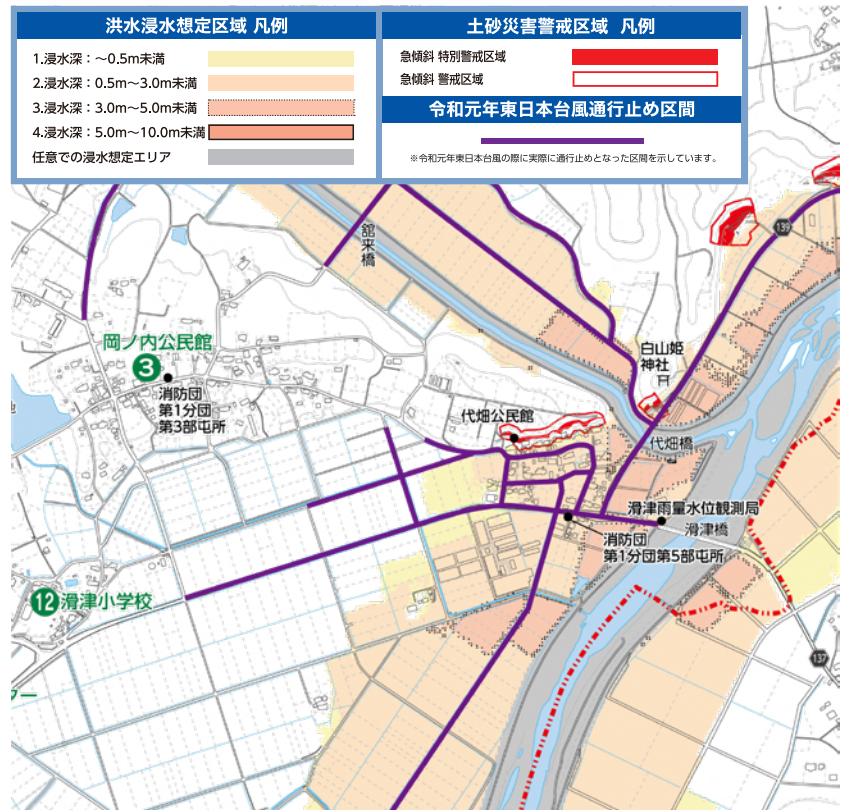 洪水浸水想定区域 凡例
1.浸水深：～0.5m未満
2.浸水深：0.5m～3.0m未満
3.浸水深：3.0m～5.0m未満
4.浸水深：5.0m～10.0m未満
任意での浸水想定エリア
土砂災害警戒区域 凡例
急傾斜 特別警戒区域
急傾斜 警戒区域
令和元年東日本台風通行止め区間
※令和元年東日本台風の際に実際に通行止めとなった区間を示しています。
139
舘来橋
岡ノ内公民館
3
消防団
第1分団
第3部屯所
白山姫
神社
代畑公民館
代畑橋
滑津雨量水位観測局
滑津橋
消防団
第1分団第5部屯所
池
12 滑津小学校
137
ター